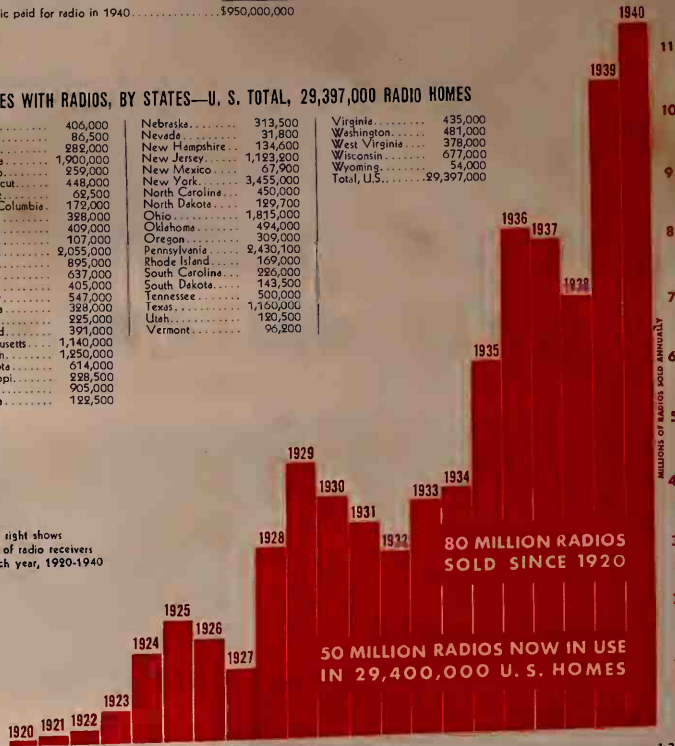 ic paid for radio in 1940..............$950,000,000
ES WITH RADIOS, BY STATES—U. S. TOTAL, 29,397,000 RADIO HOMES
......... 406,000
......... 86,500
......... 282,000
a ........ 1,900,000
o ........ 259,000
cut....... 448,000
e ........ 62,500
Columbia. 172,000
......... 328,000
......... 409,000
......... 107,000
......... 2,055,000
......... 895,000
......... 637,000
......... 405,000
......... 547,000
a ........ 328,000
......... 225,000
d......... 391,000
usetts.... 1,140,000
n......... 1,250,000
ota....... 614,000
ppi....... 228,500
......... 905,000
a......... 122,500
Nebraska........ 313,500
Nevada......... 31,800
New Hampshire.. 134,600
New Jersey...... 1,123,200
New Mexico..... 67,900
New York....... 3,455,000
North Carolina... 450,000
North Dakota.... 129,700
Ohio........... 1,815,000
Oklahoma....... 494,000
Oregon......... 309,000
Pennsylvania.... 2,430,100
Rhode Island..... 169,000
South Carolina... 226,000
South Dakota.... 143,500
Tennessee....... 500,000
Texas........... 1,160,000
Utah............ 120,500
Vermont........ 96,200
Virginia......... 435,000
Washington...... 481,000
West Virginia.... 378,000
Wisconsin....... 677,000
Wyoming........ 54,000
Total, U.S........29,397,000
right shows
of radio receivers
ch year, 1920-1940
1920
1921
1922
1923
1924
1925
1926
1927
1928
1929
1930
1931
1932
1933
1934
1935
1936
1937
1938
1939
1940
80 MILLION RADIOS
SOLD SINCE 1920
50 MILLION RADIOS NOW IN USE
IN 29,400,000 U. S. HOMES
11
10
9
8
7
6
MILLIONS OF RADIOS SOLD ANNUALLY
4